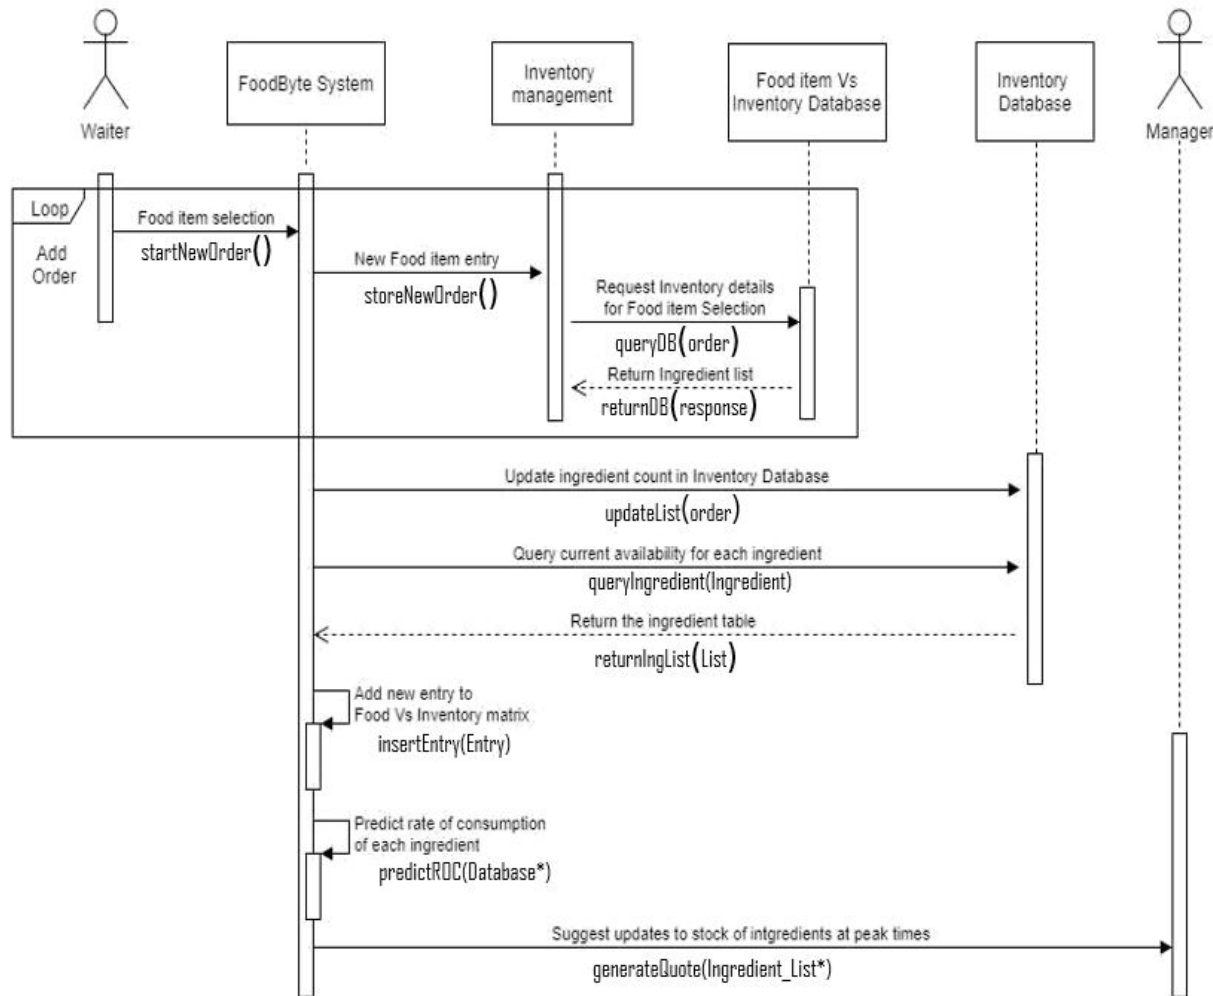 Waiter
FoodByte System
Inventory
management
Food item Vs
Inventory Database
Inventory
Database
Manager
Loop
Add
Order
Food item selection
startNewOrder()
New Food item entry
storeNewOrder()
Request Inventory details
for Food item Selection
queryDB(order)
Return Ingredient list
returnDB(response)
Update ingredient count in Inventory Database
updateList(order)
Query current availability for each ingredient
queryIngredient(Ingredient)
Return the ingredient table
returnIngList(List)
Add new entry to
Food Vs Inventory matrix
insertEntry(Entry)
Predict rate of consumption
of each ingredient
predictROC(Database*)
Suggest updates to stock of intgredients at peak times
generateQuote(Ingredient_List*)